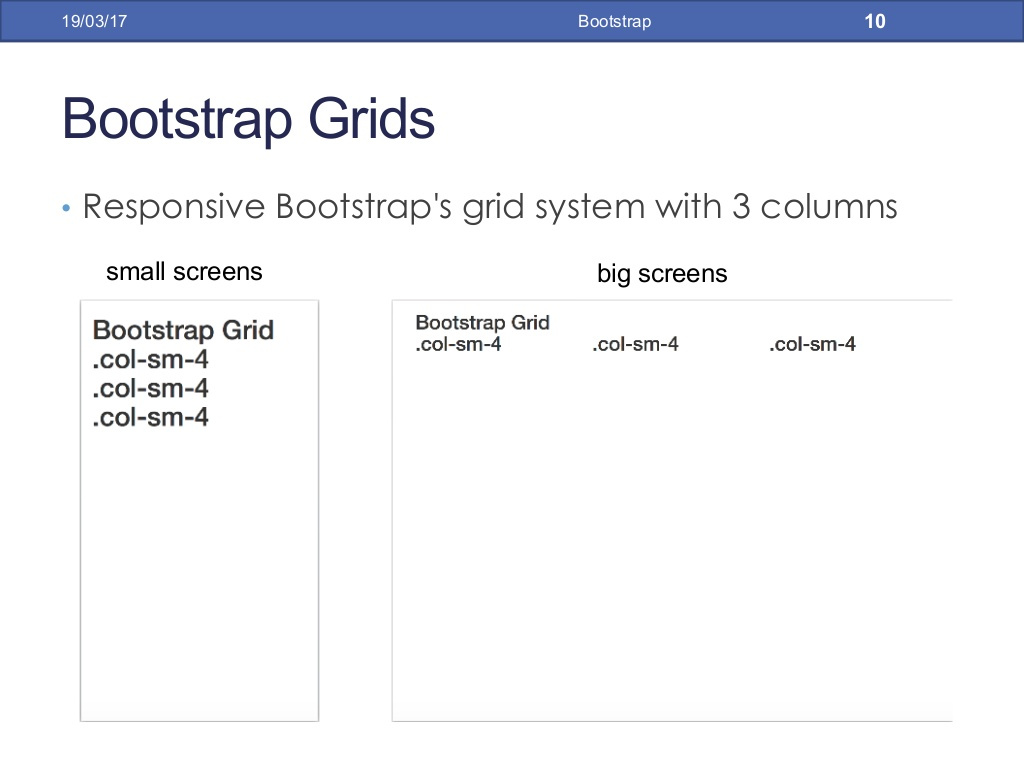 19/03/17 Bootstrap 10
Bootstrap Grids
• Responsive Bootstrap's grid system with 3 columns
small screens
Bootstrap Grid
.col-sm-4
.col-sm-4
.col-sm-4
big screens
Bootstrap Grid
.col-sm-4 .col-sm-4 .col-sm-4